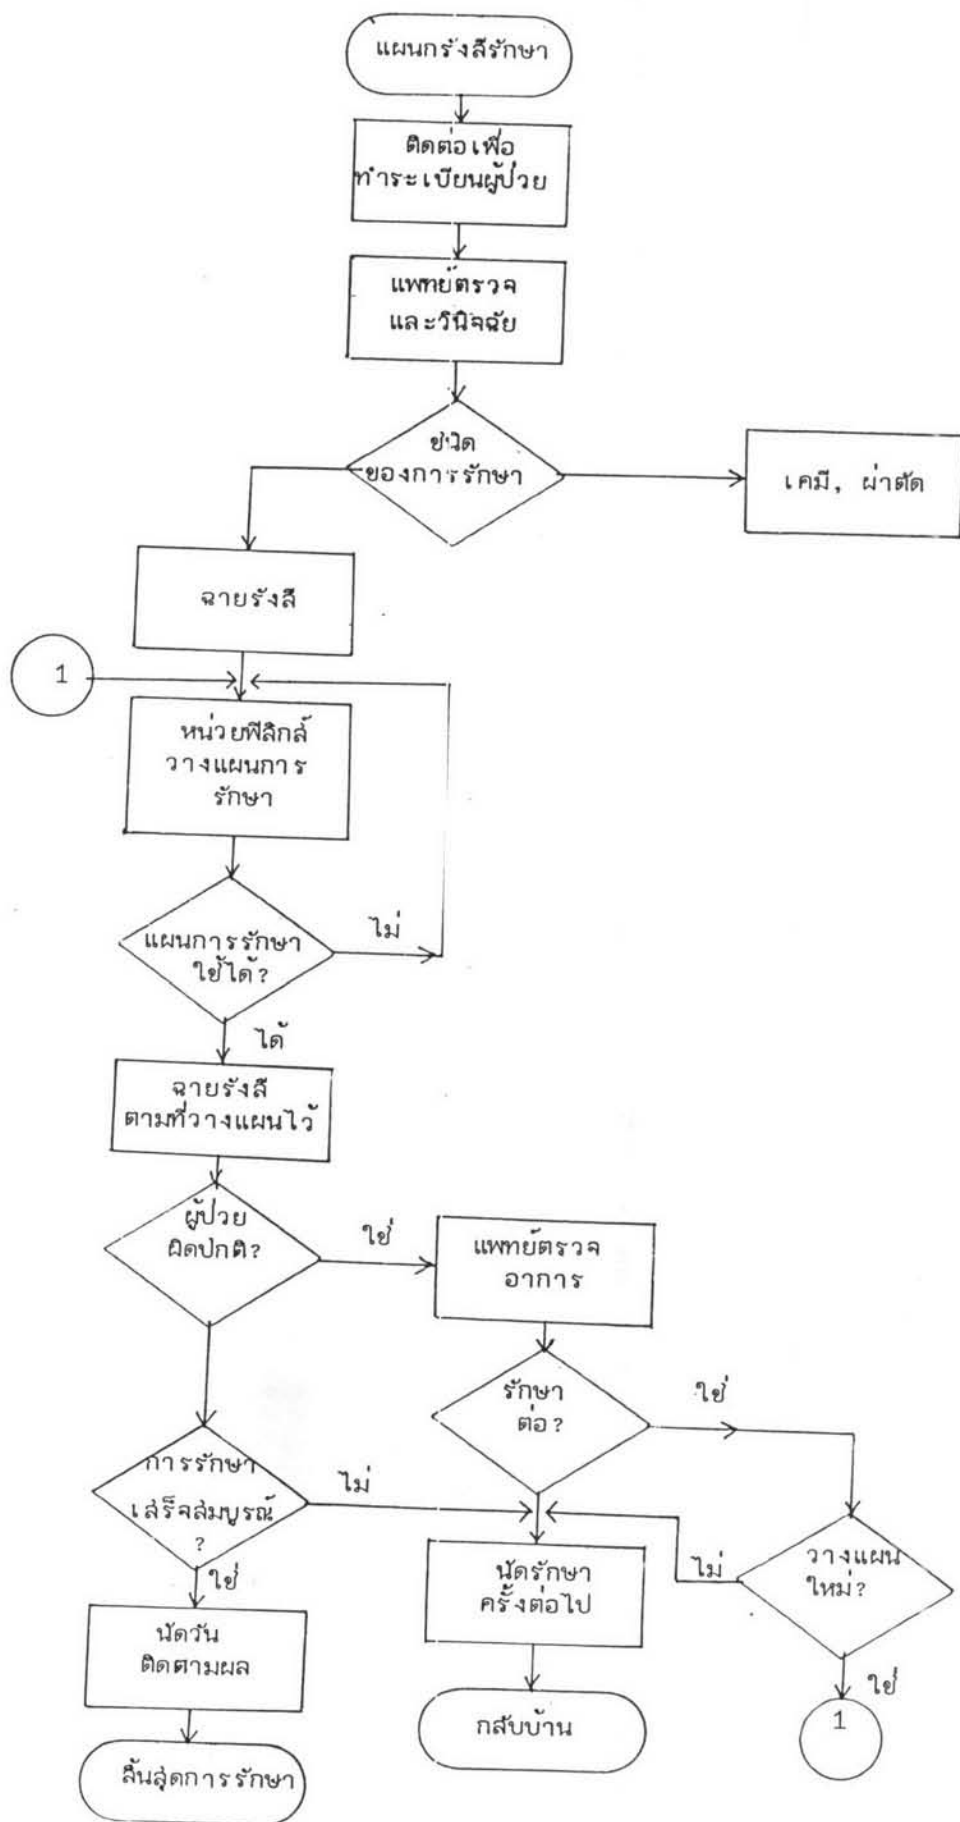 แผนกรังสีรักษา
ติดต่อเพื่อ
ทำระเบียนผู้ป่วย
แพทย์ตรวจ
และวินิจฉัย
ชนิด
ของการรักษา
เคมี, ผ่าตัด
ฉายรังสี
1
หน่วยฟิสิกส์
วางแผนการ
รักษา
แผนการรักษา
ใช้ได้?
ไม่
ได้
ฉายรังสี
ตามที่วางแผนไว้
ผู้ป่วย
ผิดปกติ?
ใช่
แพทย์ตรวจ
อาการ
รักษา
ต่อ?
ใช่
การรักษา
เสร็จสมบูรณ์
?
ไม่
ใช่
นัดรักษา
ครั้งต่อไป
ไม่
วางแผน
ใหม่?
ใช่
นัดวัน
ติดตามผล
กลับบ้าน
1
สิ้นสุดการรักษา